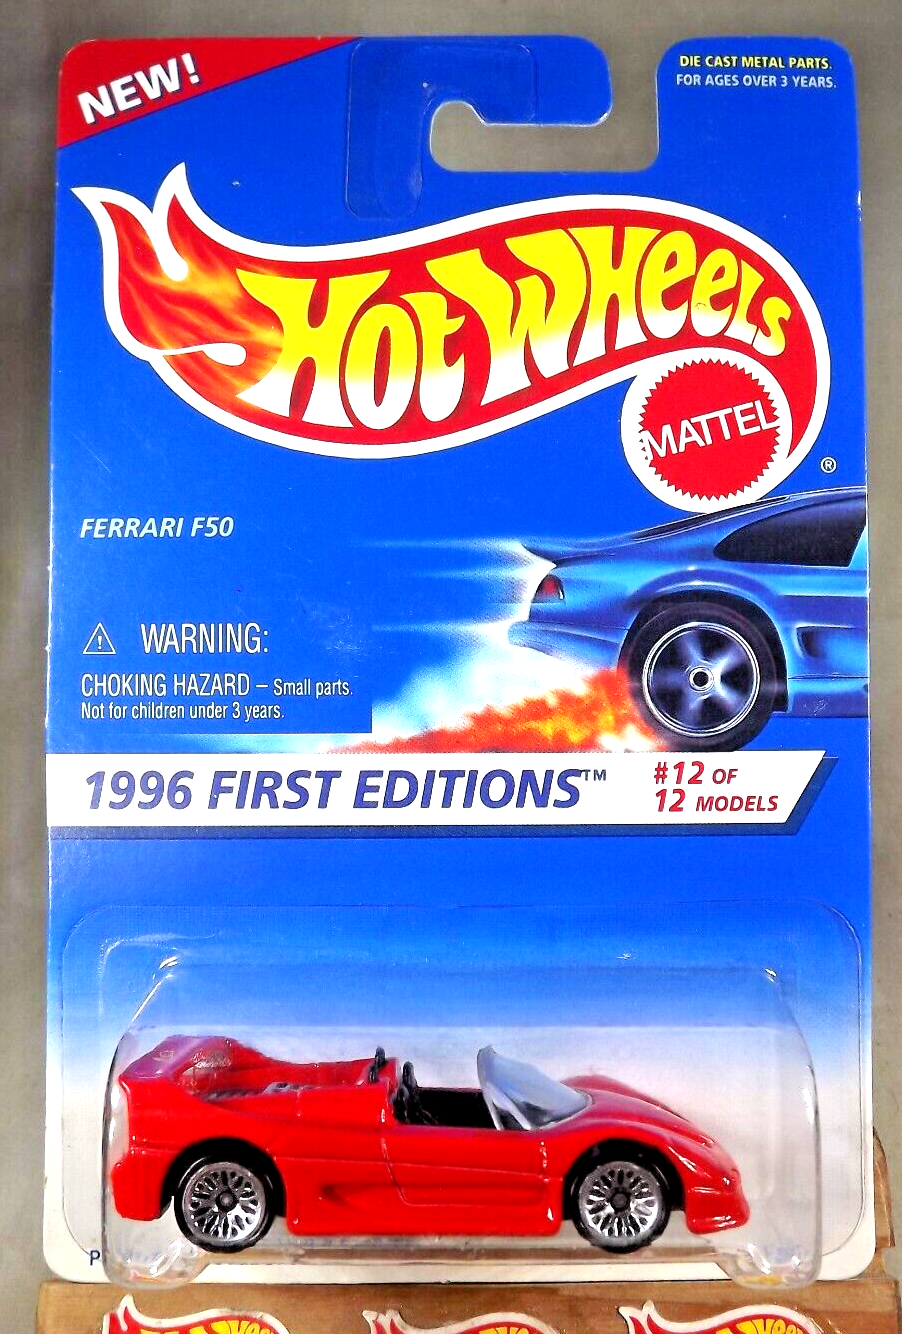 NEW!
DIE CAST METAL PARTS.
FOR AGES OVER 3 YEARS.
HOT WHEELS
MATTEL
®
FERRARI F50
WARNING:
CHOKING HAZARD – Small parts.
Not for children under 3 years.
1996 FIRST EDITIONS™
#12 OF
12 MODELS